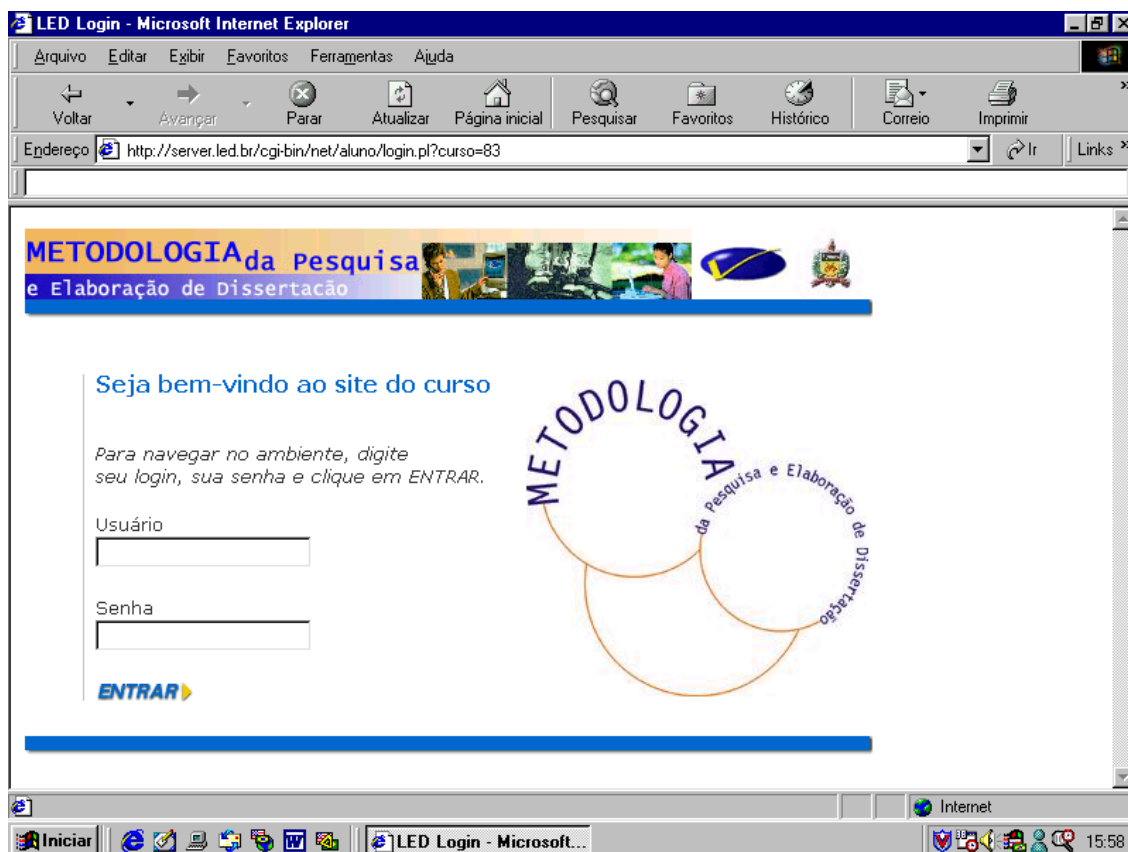 LED Login - Microsoft Internet Explorer
Arquivo Editar Exibir Favoritos Ferramentas Ajuda
Voltar Avançar Parar Atualizar Página inicial Pesquisar Favoritos Histórico Correio Imprimir
Endereço http://server.led.br/cgi-bin/net/aluno/login.pl?curso=83 Ir Links
METODOLOGIA da Pesquisa
e Elaboração de Dissertacão
Seja bem-vindo ao site do curso
Para navegar no ambiente, digite
seu login, sua senha e clique em ENTRAR.
Usuário
Senha
ENTRAR
METODOLOGIA
da Pesquisa e Elaboração de Dissertação
Internet
Iniciar LED Login - Microsoft... 15:58